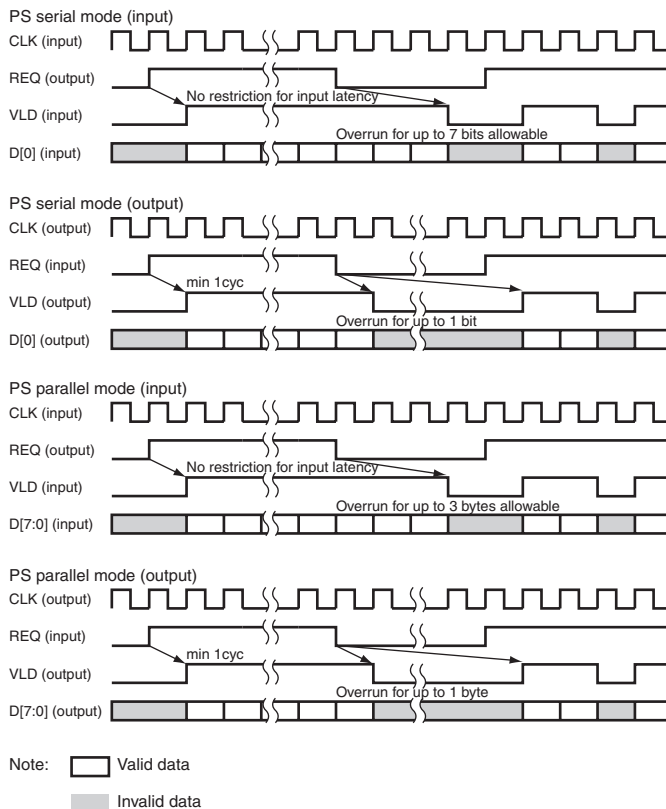 PS serial mode (input)
CLK (input)
REQ (output)
No restriction for input latency
VLD (input)
Overrun for up to 7 bits allowable
D[0] (input)
PS serial mode (output)
CLK (output)
REQ (input)
min 1cyc
VLD (output)
Overrun for up to 1 bit
D[0] (output)
PS parallel mode (input)
CLK (input)
REQ (output)
No restriction for input latency
VLD (input)
Overrun for up to 3 bytes allowable
D[7:0] (input)
PS parallel mode (output)
CLK (output)
REQ (input)
min 1cyc
VLD (output)
Overrun for up to 1 byte
D[7:0] (output)
Note: Valid data
Invalid data